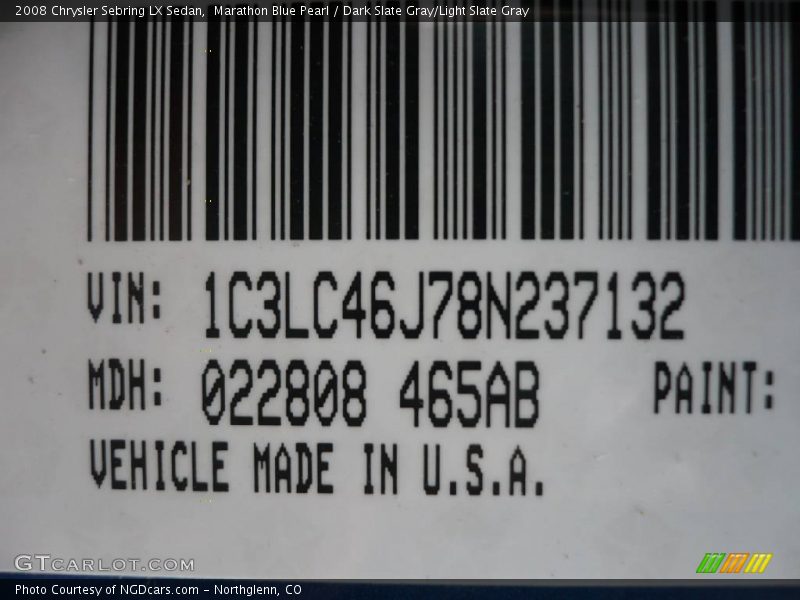 2008 Chrysler Sebring LX Sedan,  Marathon Blue Pearl / Dark Slate Gray/Light Slate Gray
VIN: 1C3LC46J78N237132
MDH: 022808 465AB PAINT:
VEHICLE MADE IN U.S.A.
GTCARLOT.COM
Photo Courtesy of NGDcars.com – Northglenn, CO